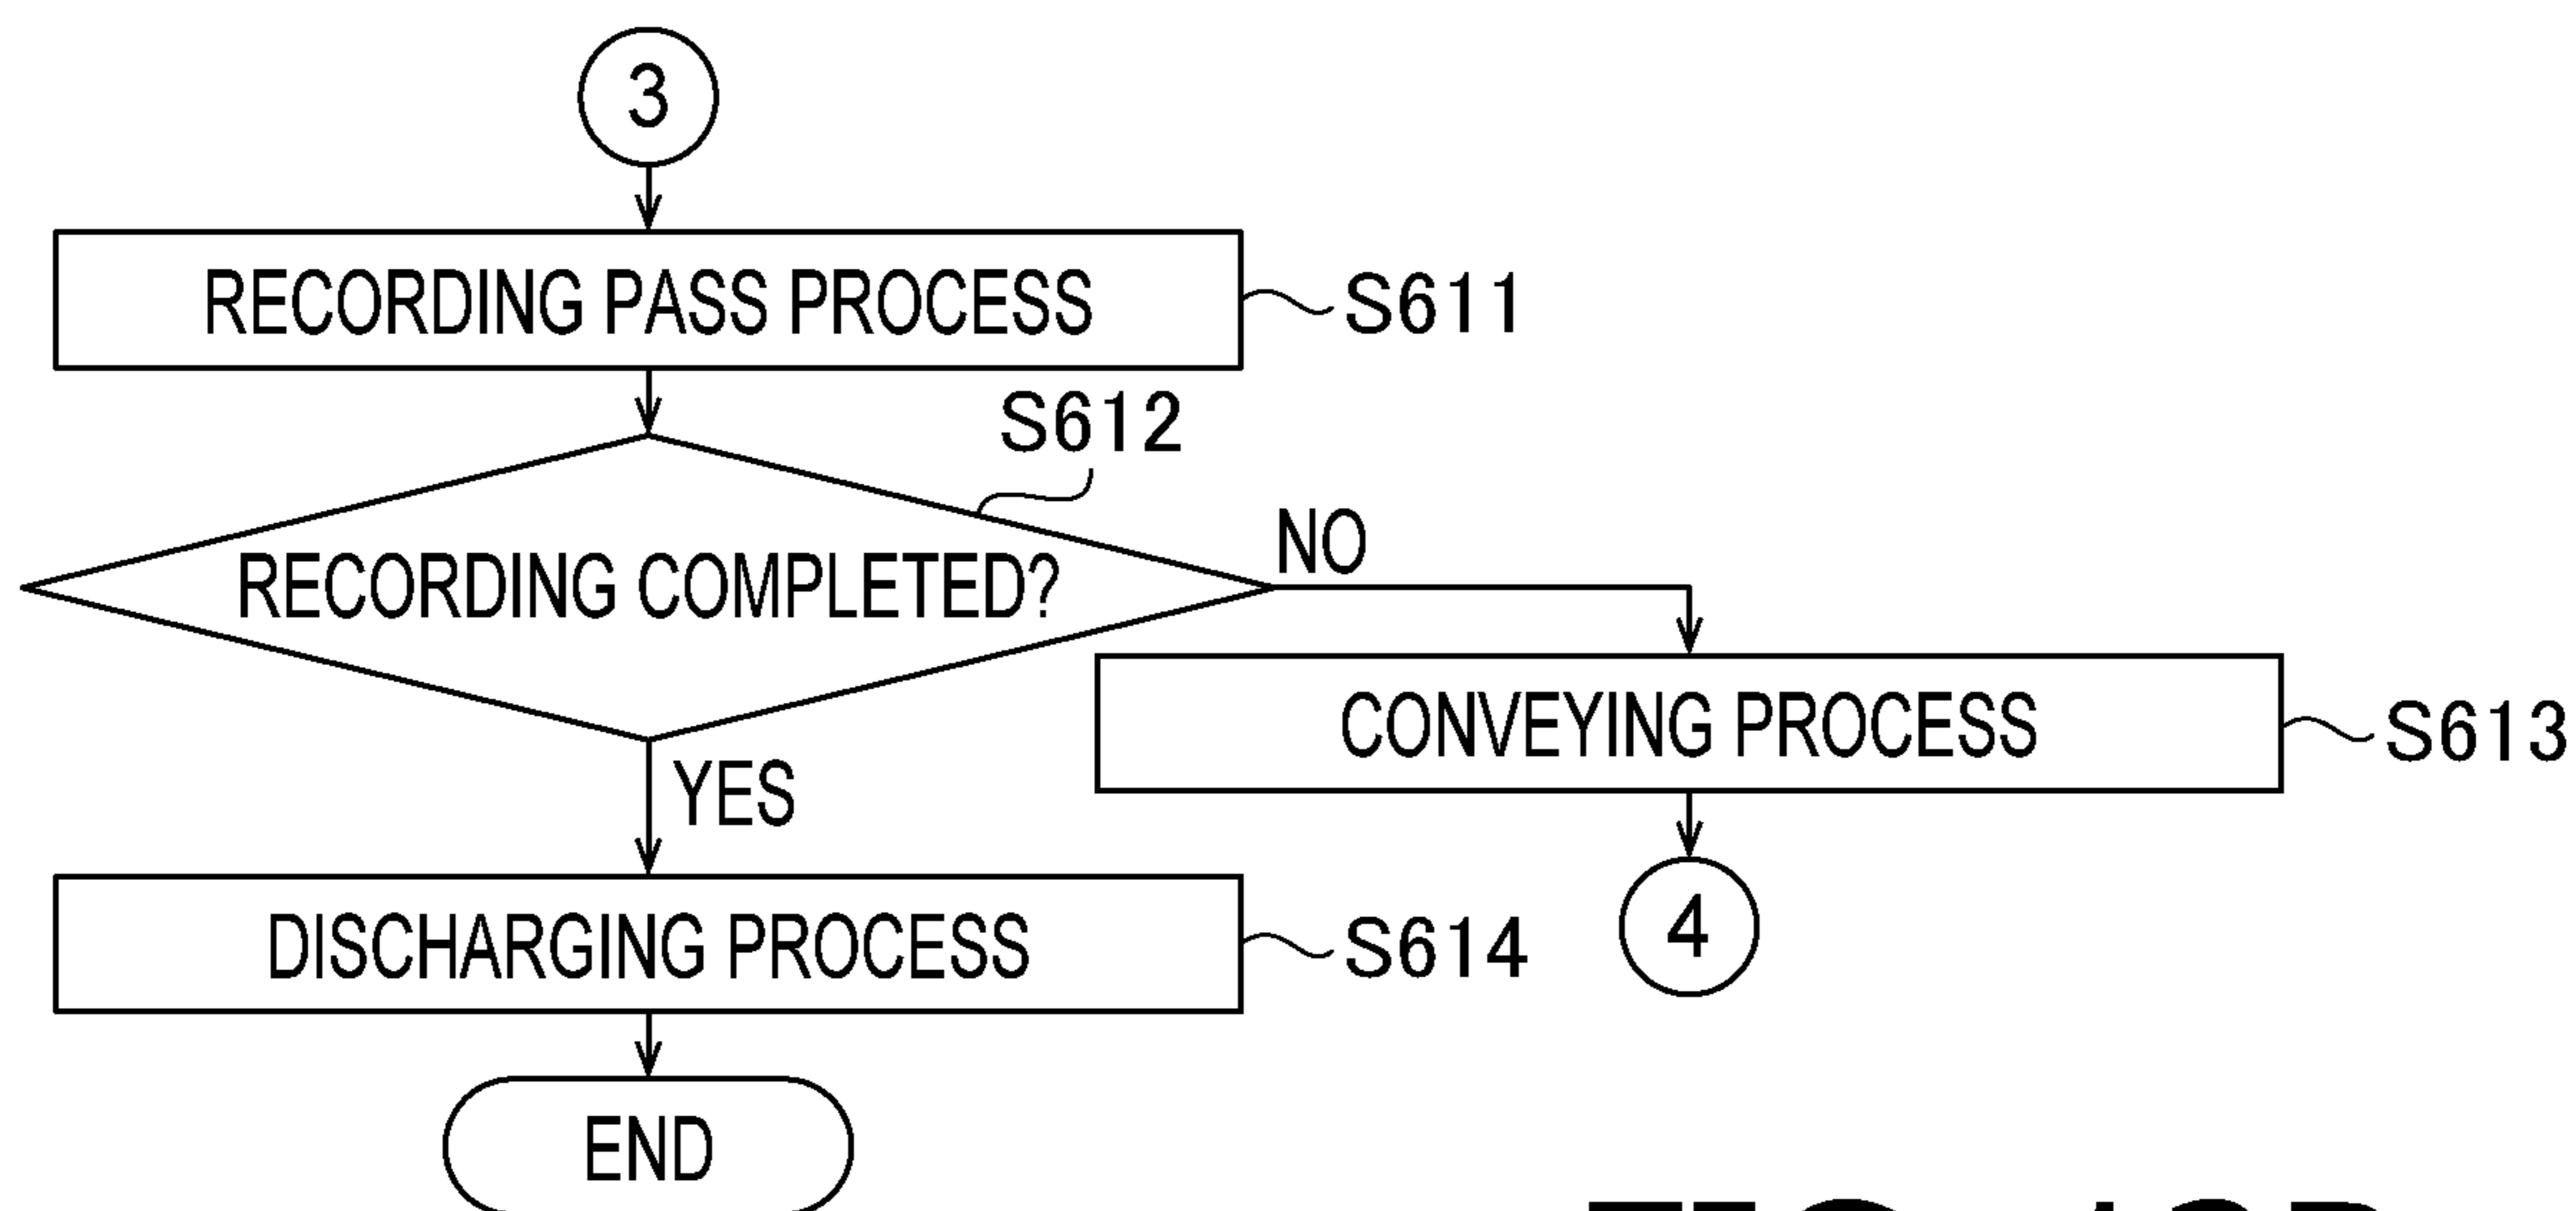 3
RECORDING PASS PROCESS
S611
S612
RECORDING COMPLETED?
NO
CONVEYING PROCESS
S613
YES
DISCHARGING PROCESS
S614
4
END